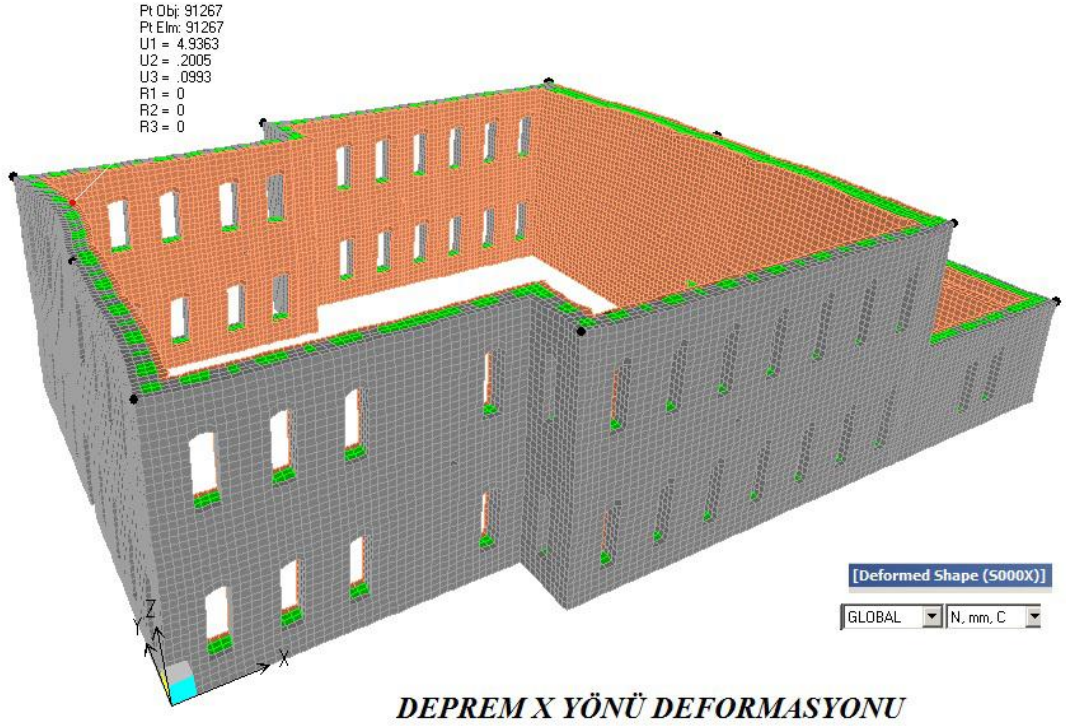 Pt Obj: 91267
Pt Elm: 91267
U1 = 4.9363
U2 = .2005
U3 = .0993
R1 = 0
R2 = 0
R3 = 0
[Deformed Shape (S000X)]
GLOBAL N, mm, C
Z
Y
X
DEPREM X YÖNÜ DEFORMASYONU